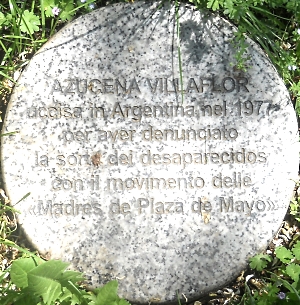 AZUCENA VILLAFLOR
uccisa in Argentina nel 1977
per aver denunciato
la sorte dei desaparecidos
con il movimento delle
«Madres de Plaza de Mayo»